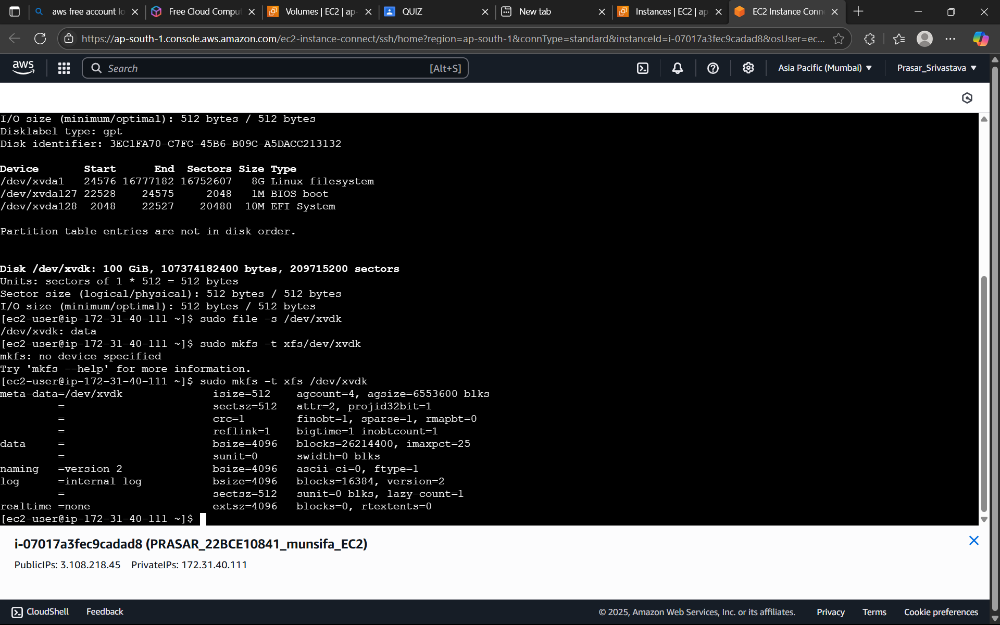 aws free account lo
Free Cloud Comput
Volumes | EC2 | ap-
QUIZ
New tab
Instances | EC2 | ap
EC2 Instance Conn
https://ap-south-1.console.aws.amazon.com/ec2-instance-connect/ssh/home?region=ap-south-1&connType=standard&instanceId=i-07017a3fec9cadad8&osUser=ec...
aws
Search [Alt+S]
Asia Pacific (Mumbai)
Prasar_Srivastava
I/O size (minimum/optimal): 512 bytes / 512 bytes
Disklabel type: gpt
Disk identifier: 3EC1FA70-C7FC-45B6-B09C-A5DACC213132
Device Start End Sectors Size Type
/dev/xvda1 24576 16777182 16752607 8G Linux filesystem
/dev/xvda127 22528 24575 2048 1M BIOS boot
/dev/xvda128 2048 22527 20480 10M EFI System
Partition table entries are not in disk order.
Disk /dev/xvdk: 100 GiB, 107374182400 bytes, 209715200 sectors
Units: sectors of 1 * 512 = 512 bytes
Sector size (logical/physical): 512 bytes / 512 bytes
I/O size (minimum/optimal): 512 bytes / 512 bytes
[ec2-user@ip-172-31-40-111 ~]$ sudo file -s /dev/xvdk
/dev/xvdk: data
[ec2-user@ip-172-31-40-111 ~]$ sudo mkfs -t xfs/dev/xvdk
mkfs: no device specified
Try 'mkfs --help' for more information.
[ec2-user@ip-172-31-40-111 ~]$ sudo mkfs -t xfs /dev/xvdk
meta-data=/dev/xvdk isize=512 agcount=4, agsize=6553600 blks
= sectsz=512 attr=2, projid32bit=1
= crc=1 finobt=1, sparse=1, rmapbt=0
= reflink=1 bigtime=1 inobtcount=1
data = bsize=4096 blocks=26214400, imaxpct=25
= sunit=0 swidth=0 blks
naming =version 2 bsize=4096 ascii-ci=0, ftype=1
log =internal log bsize=4096 blocks=16384, version=2
= sectsz=512 sunit=0 blks, lazy-count=1
realtime =none extsz=4096 blocks=0, rtextents=0
[ec2-user@ip-172-31-40-111 ~]$
i-07017a3fec9cadad8 (PRASAR_22BCE10841_munsifa_EC2)
PublicIPs: 3.108.218.45 PrivateIPs: 172.31.40.111
CloudShell Feedback © 2025, Amazon Web Services, Inc. or its affiliates. Privacy Terms Cookie preferences